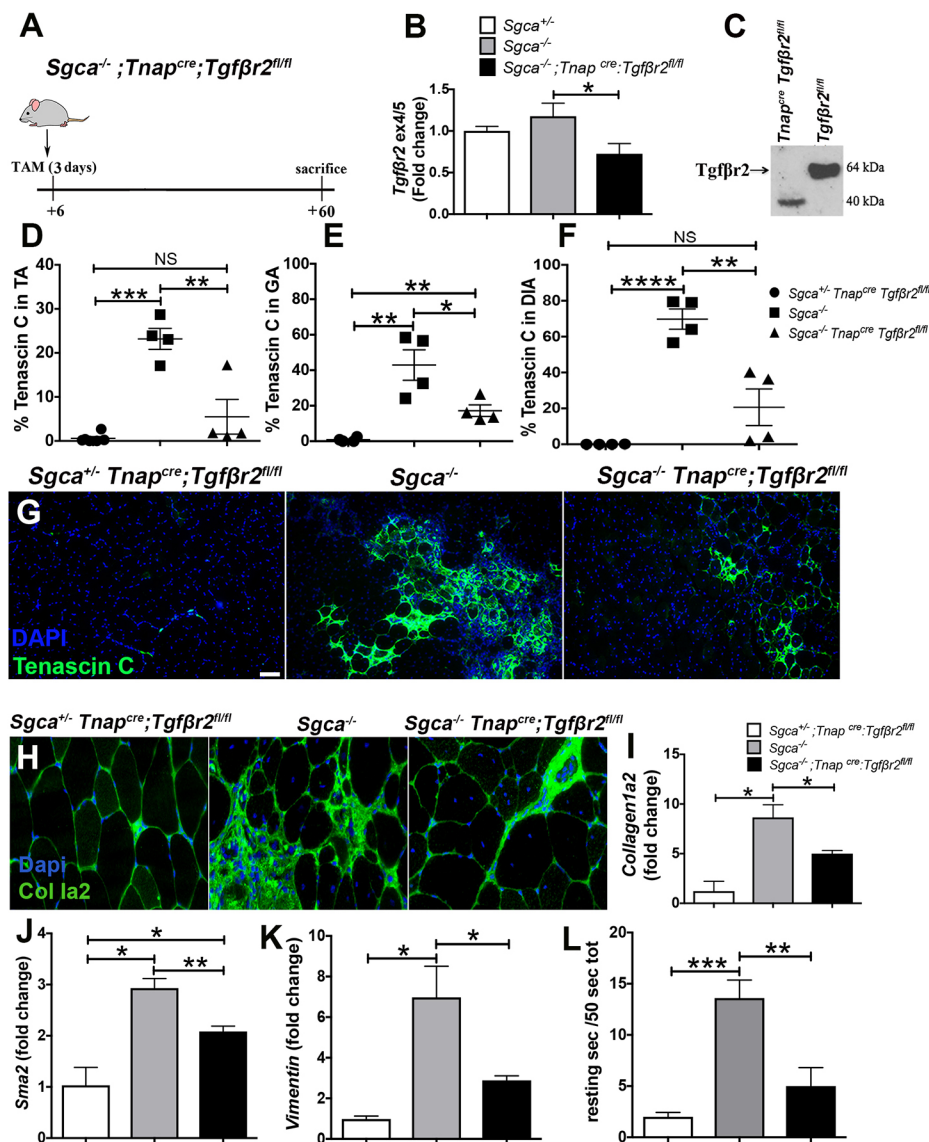 A
Sgca-/- ;Tnapcre;Tgfβr2fl/fl
TAM (3 days)
sacrifice
+6
+60
B
Sgca+/-
Sgca-/-
Sgca-/- ;Tnap cre:Tgfβr2fl/fl
Tgfβr2 ex4/5
(Fold change)
1.5
1.0
0.5
0.0
*
C
Tnapcre Tgfβr2fl/fl
Tgfβr2fl/fl
Tgfβr2→
64 kDa
40 kDa
D
% Tenascin C in TA
40
30
20
10
0
NS
***
**
E
% Tenascin C in GA
100
80
60
40
20
0
**
**
*
F
% Tenascin C in DIA
100
80
60
40
20
0
NS
****
**
Sgca+/- Tnapcre Tgfβr2fl/fl
Sgca-/-
Sgca-/- Tnapcre Tgfβr2fl/fl
Sgca+/- Tnapcre;Tgfβr2fl/fl
Sgca-/-
Sgca-/- Tnapcre;Tgfβr2fl/fl
G
DAPI
Tenascin C
Sgca+/- Tnapcre;Tgfβr2fl/fl
Sgca-/-
Sgca-/- Tnapcre;Tgfβr2fl/fl
H
Dapi
Col Ia2
I
Sgca+/- ;Tnap cre:Tgfβr2fl/fl
Sgca-/-
Sgca-/- ;Tnap cre:Tgfβr2fl/fl
Collagen1a2
(fold change)
15
10
5
0
*
*
J
Sma2 (fold change)
4
3
2
1
0
*
*
**
K
Vimentin (fold change)
10
8
6
4
2
0
*
*
L
resting sec /50 sec tot
20
15
10
5
0
***
**